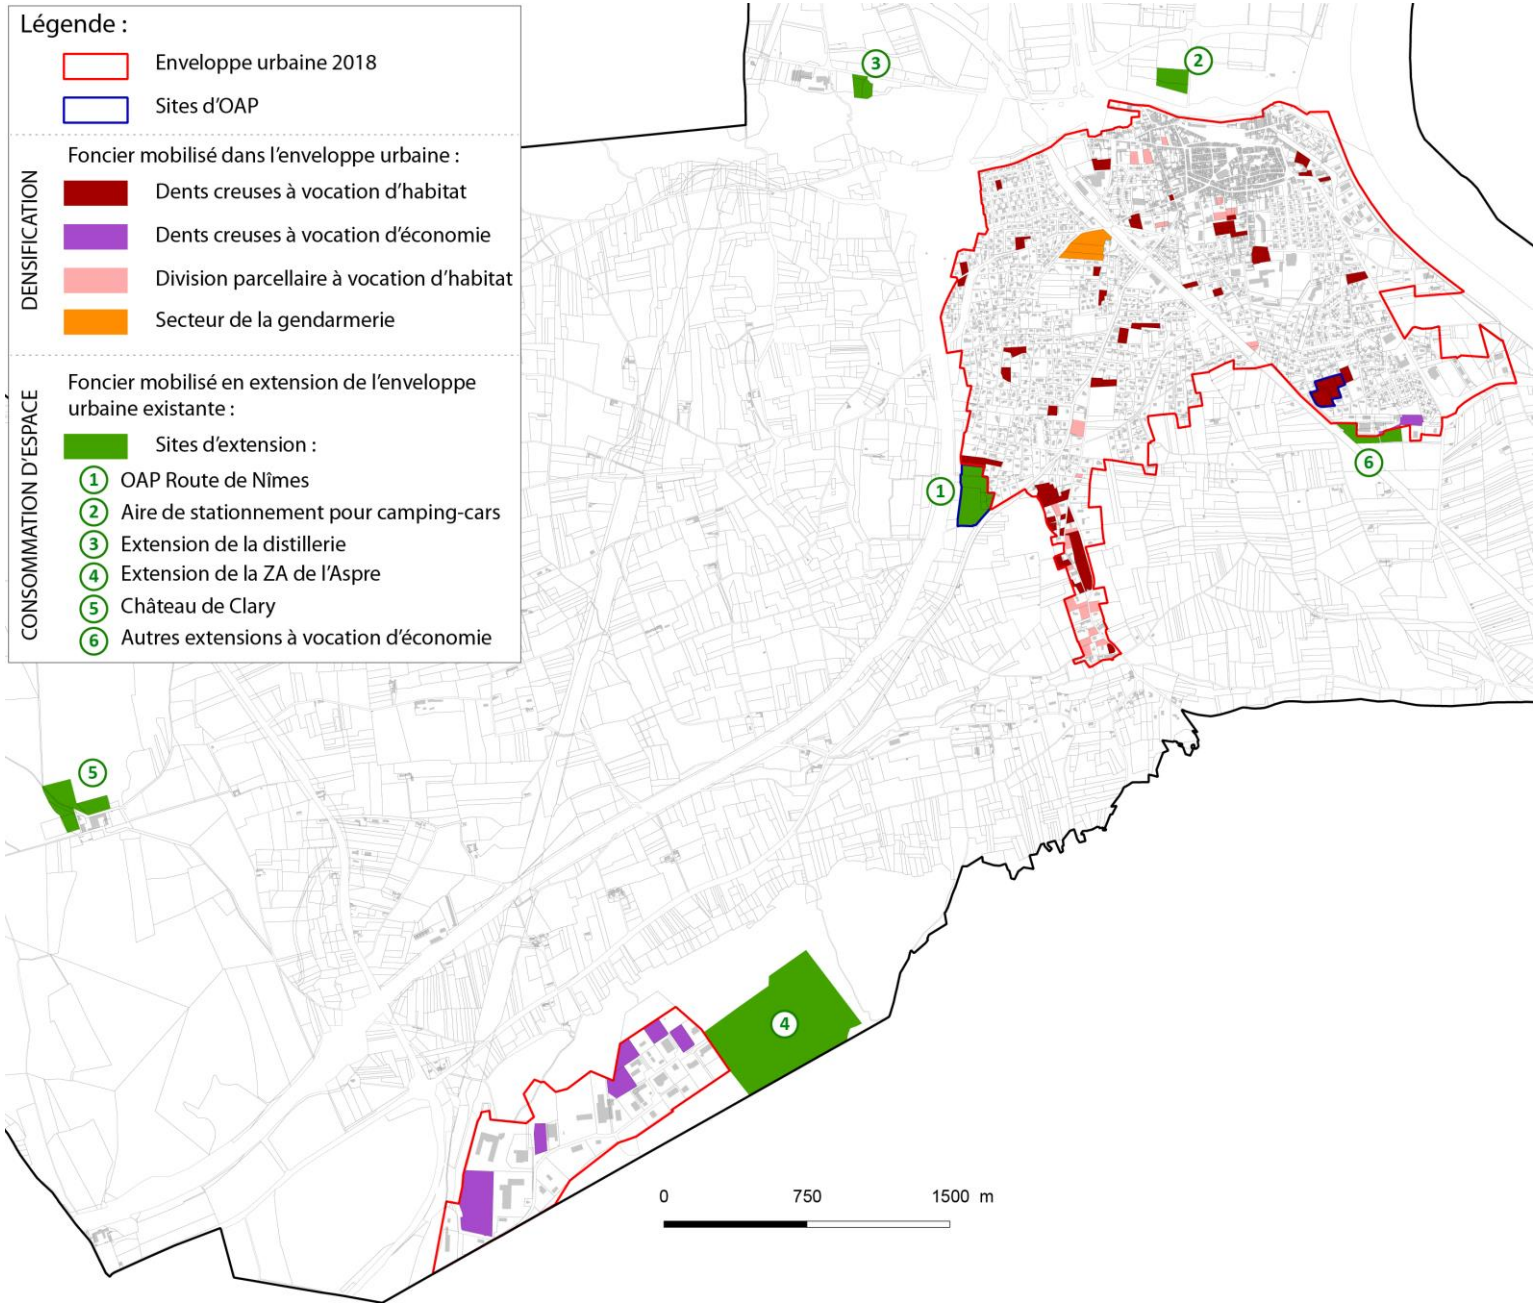 Légende :
Enveloppe urbaine 2018
Sites d'OAP
DENSIFICATION
Foncier mobilisé dans l'enveloppe urbaine :
Dents creuses à vocation d'habitat
Dents creuses à vocation d'économie
Division parcellaire à vocation d'habitat
Secteur de la gendarmerie
CONSOMMATION D'ESPACE
Foncier mobilisé en extension de l'enveloppe
urbaine existante :
Sites d'extension :
1 OAP Route de Nîmes
2 Aire de stationnement pour camping-cars
3 Extension de la distillerie
4 Extension de la ZA de l'Aspre
5 Château de Clary
6 Autres extensions à vocation d'économie
3
2
1
6
5
4
0 750 1500 m